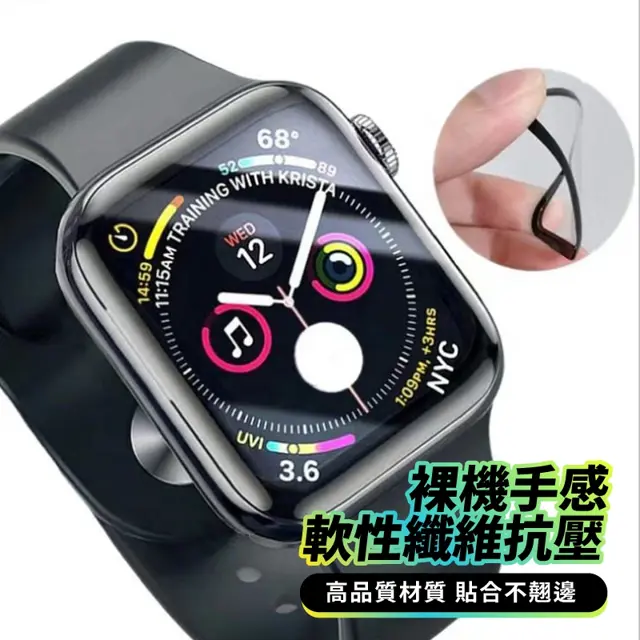 68°
52
89
11:15AM TRAINING WITH KRISTA
14:59
WED
12
1:09PM, +3HRS
NYC
UVI
3.6
裸機手感
軟性纖維抗壓
高品質材質 貼合不翹邊